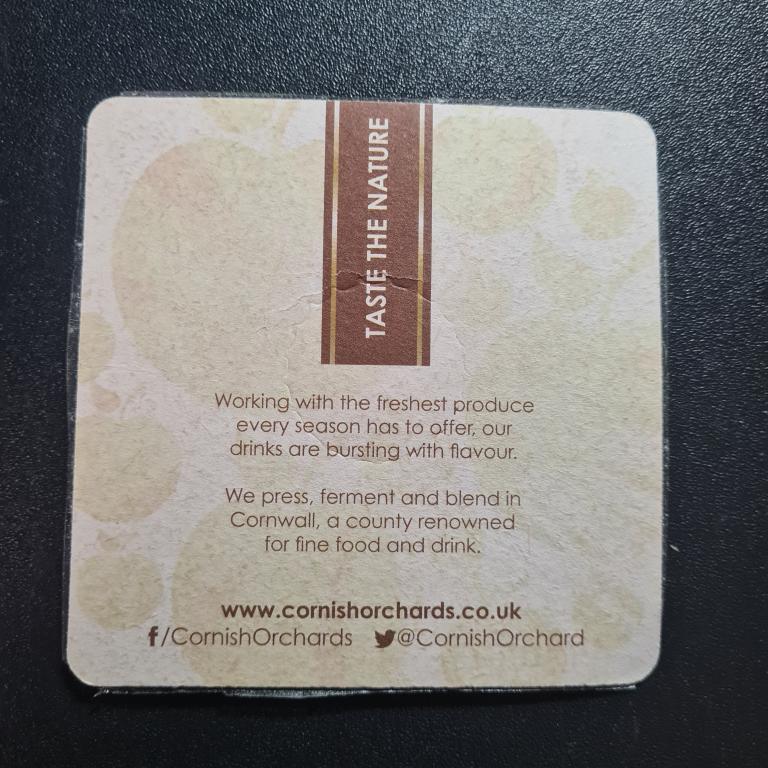 TASTE THE NATURE
Working with the freshest produce
every season has to offer, our
drinks are bursting with flavour.
We press, ferment and blend in
Cornwall, a county renowned
for fine food and drink.
www.cornishorchards.co.uk
f/CornishOrchards @CornishOrchard